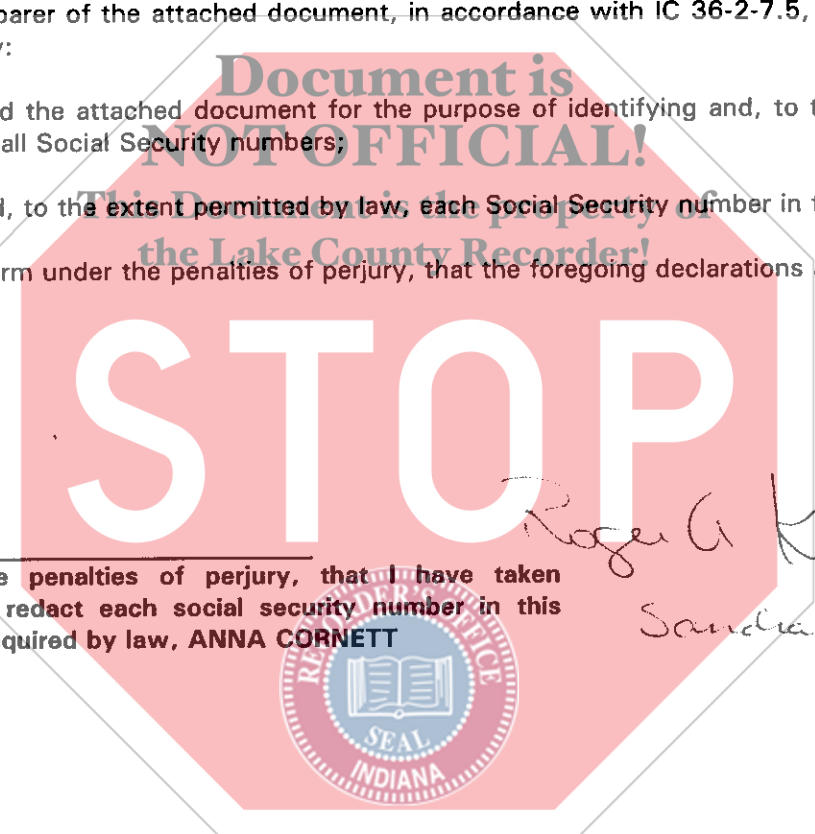 parer of the attached document, in accordance with IC 36-2-7.5,
y:
Document is
d the attached document for the purpose of identifying and, to t
all Social Security numbers;
NOT OFFICIAL!
d, to the extent permitted by law, each Social Security number in t
This Document is the property of
the Lake County Recorder!
rm under the penalties of perjury, that the foregoing declarations
STOP
Roger A K
e penalties of perjury, that I have taken
redact each social security number in this
quired by law, ANNA CORNETT
Sandra
RECORDER'S OFFICE
SEAL
INDIANA